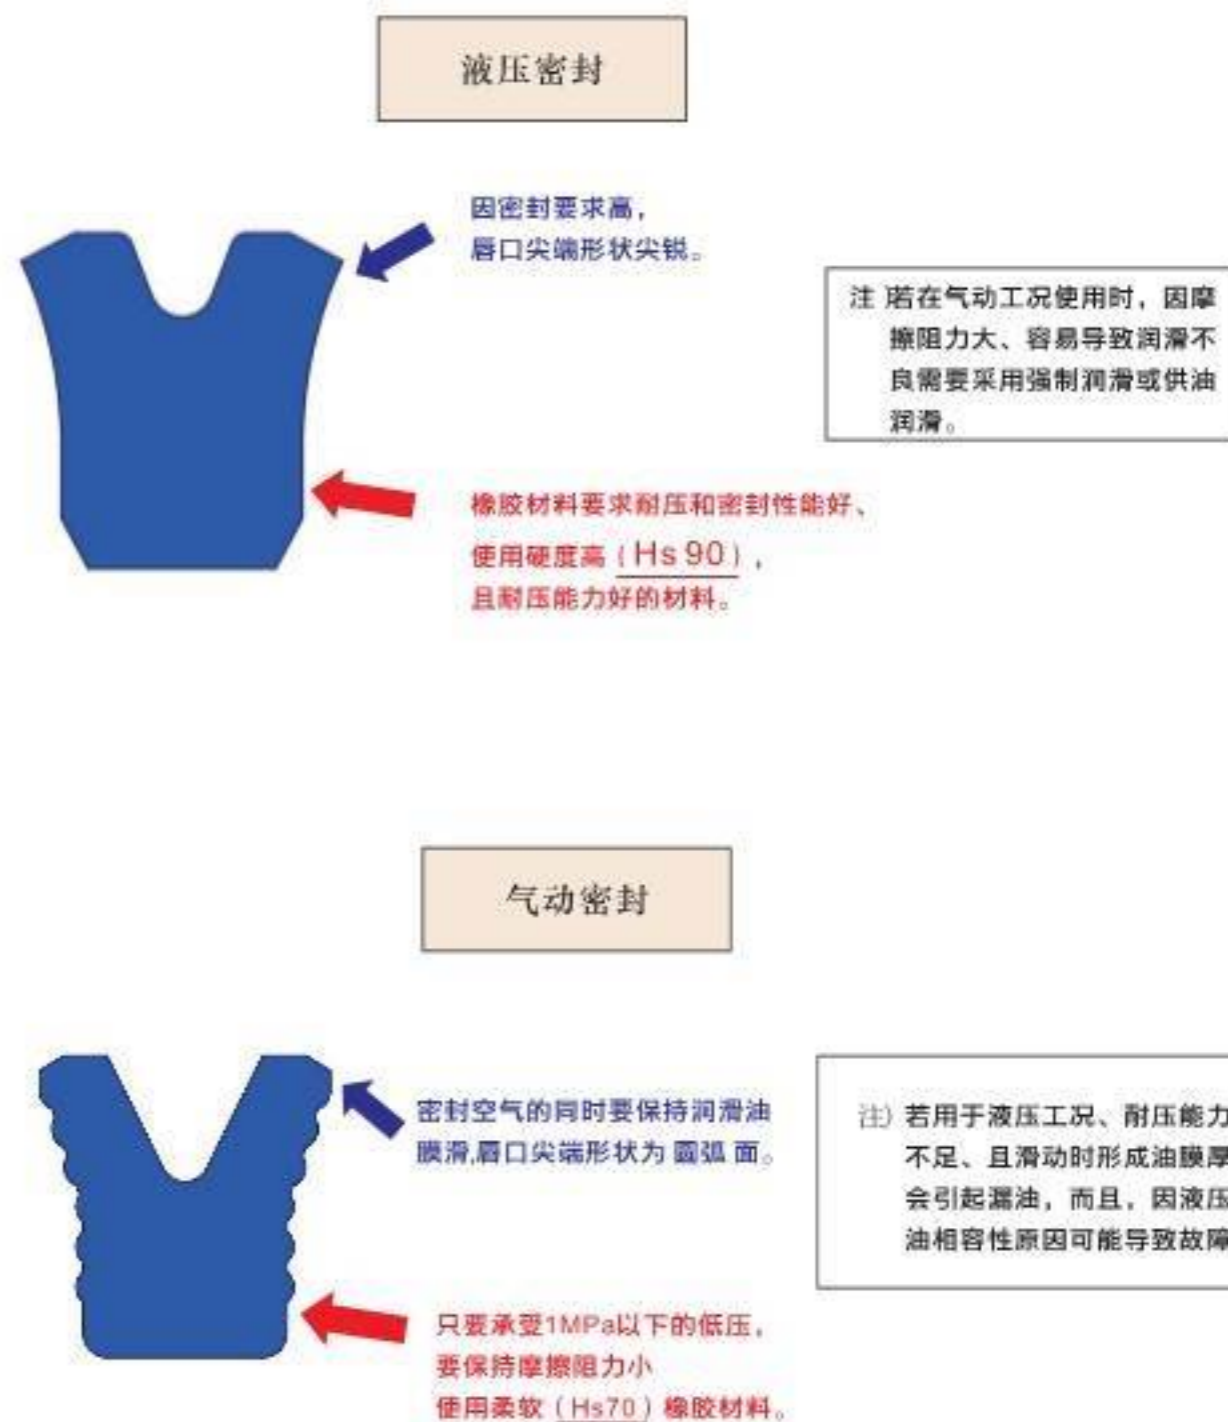 液压密封
因密封要求高，
唇口尖端形状尖锐。
注）若在气动工况使用时，因摩
擦阻力大、容易导致润滑不
良需要采用强制润滑或供油
润滑。
橡胶材料要求耐压和密封性能好、
使用硬度高（Hs 90），
且耐压能力好的材料。
气动密封
密封空气的同时要保持润滑油
膜滑,唇口尖端形状为 圆弧 面。
注）若用于液压工况、耐压能力
不足、且滑动时形成油膜厚
会引起漏油，而且，因液压
油相容性原因可能导致故障
只要承受1MPa以下的低压，
要保持摩擦阻力小
使用柔软（Hs70）橡胶材料。